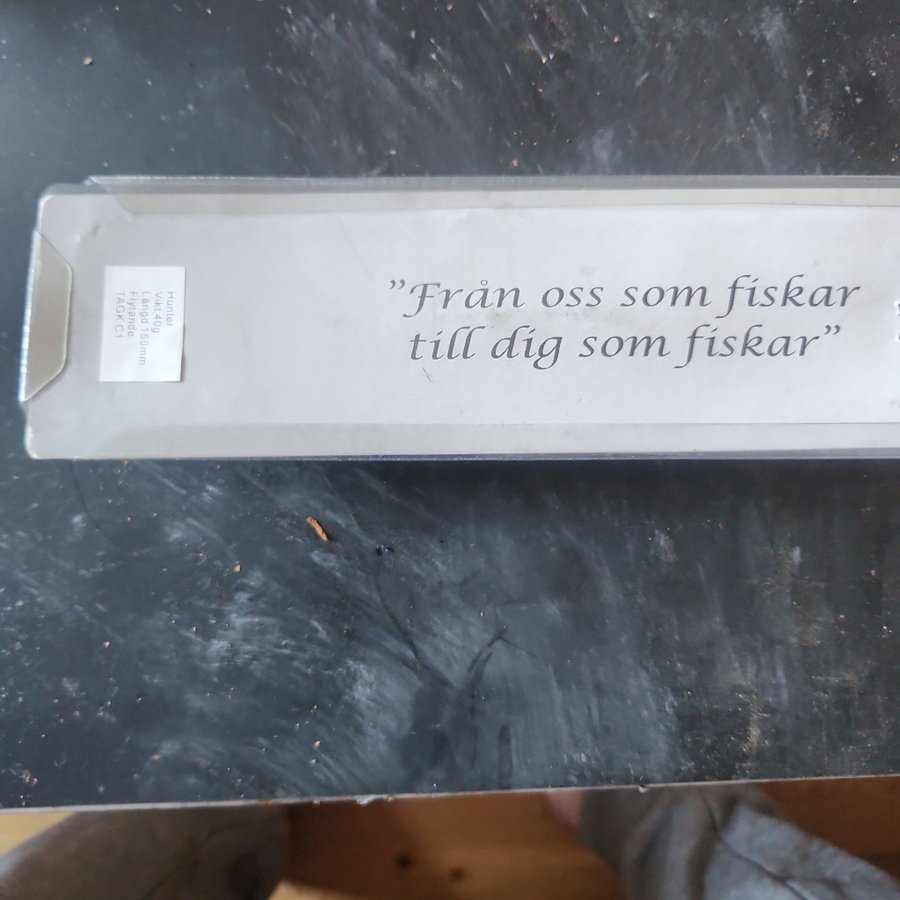 ”Från oss som fiskar
till dig som fiskar”
Hunter
Vikt 40g
Längd 150mm
Flytande
TAGK C1